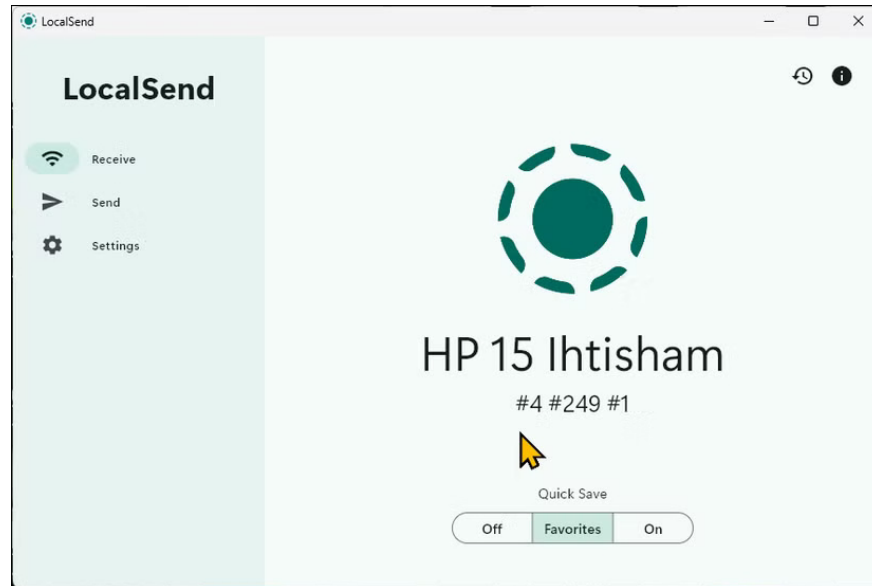 LocalSend
LocalSend
Receive
Send
Settings
HP 15 Ihtisham
#4 #249 #1
Quick Save
Off Favorites On